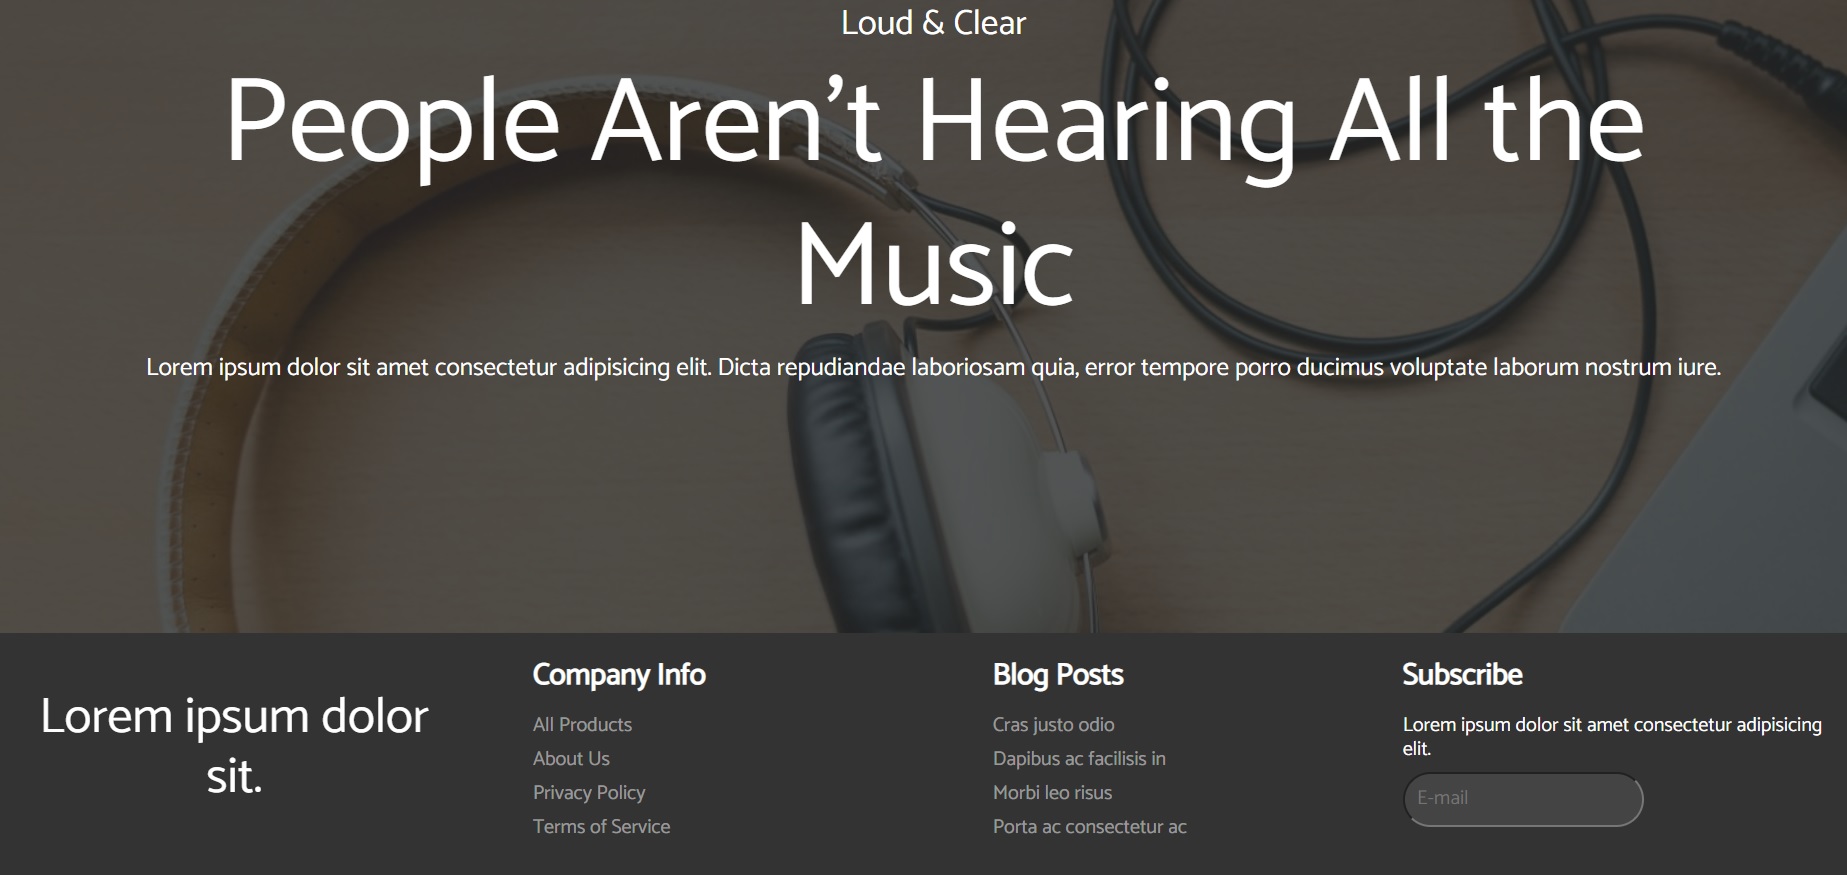 Loud & Clear
People Aren’t Hearing All the
Music
Lorem ipsum dolor sit amet consectetur adipisicing elit. Dicta repudiandae laboriosam quia, error tempore porro ducimus voluptate laborum nostrum iure.
Lorem ipsum dolor
sit.
Company Info
All Products
About Us
Privacy Policy
Terms of Service
Blog Posts
Cras justo odio
Dapibus ac facilisis in
Morbi leo risus
Porta ac consectetur ac
Subscribe
Lorem ipsum dolor sit amet consectetur adipisicing
elit.
E-mail